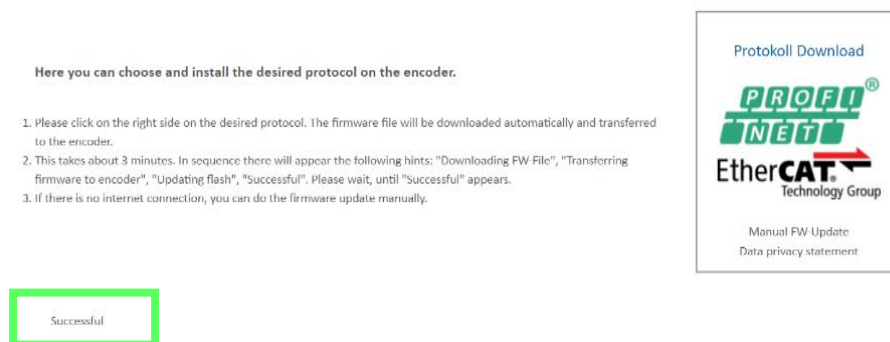 Here you can choose and install the desired protocol on the encoder.
1. Please click on the right side on the desired protocol. The firmware file will be downloaded automatically and transferred
to the encoder.
2. This takes about 3 minutes. In sequence there will appear the following hints: "Downloading FW-File", "Transferring
firmware to encoder", "Updating flash", "Successful". Please wait, until "Successful" appears.
3. If there is no internet connection, you can do the firmware update manually.
Protokoll Download
PROFI®
NET
EtherCAT.
Technology Group
Manual FW-Update
Data privacy statement
Successful